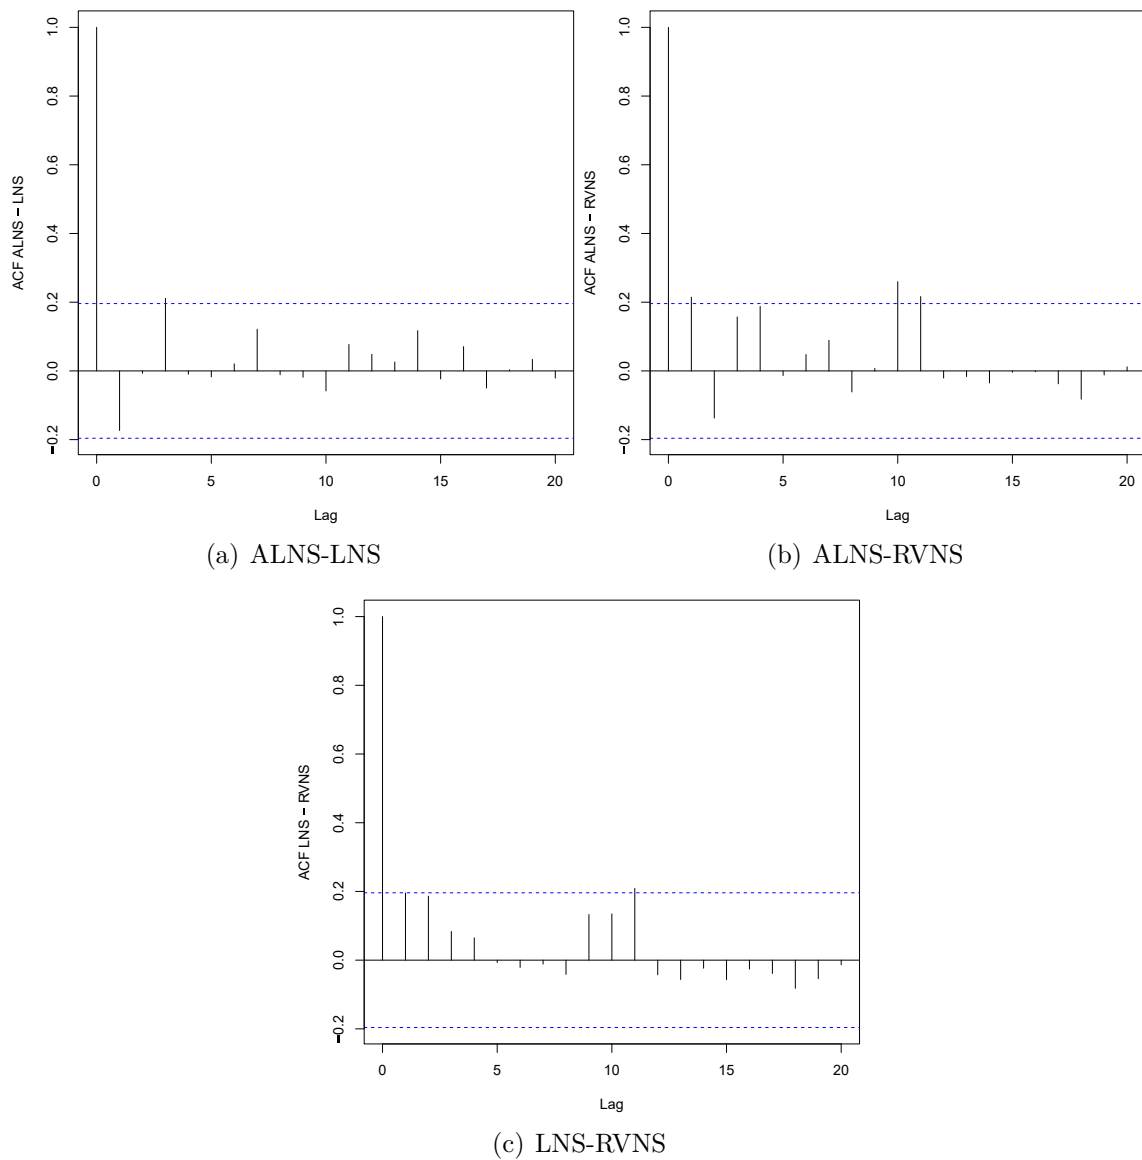 ACF ALNS − LNS
1.0
0.8
0.6
0.4
0.2
0.0
−0.2
0 5 10 15 20
Lag
(a) ALNS-LNS
ACF ALNS − RVNS
1.0
0.8
0.6
0.4
0.2
0.0
−0.2
0 5 10 15 20
Lag
(b) ALNS-RVNS
ACF LNS − RVNS
1.0
0.8
0.6
0.4
0.2
0.0
−0.2
0 5 10 15 20
Lag
(c) LNS-RVNS